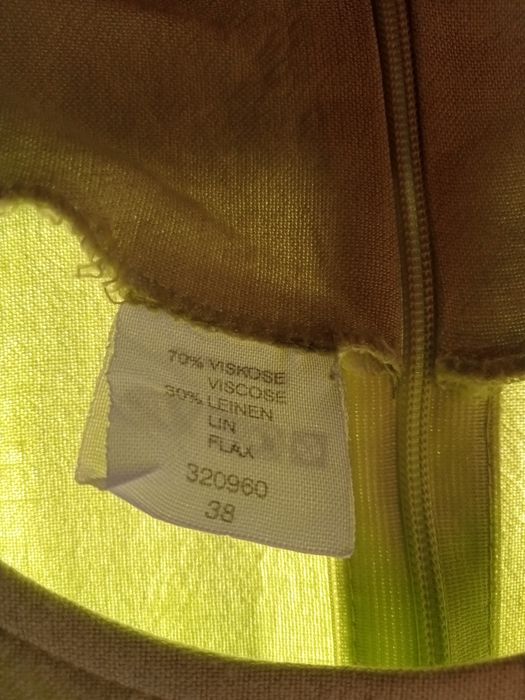 70% VISKOSE
VISCOSE
30% LEINEN
LIN
FLAX
320960
38